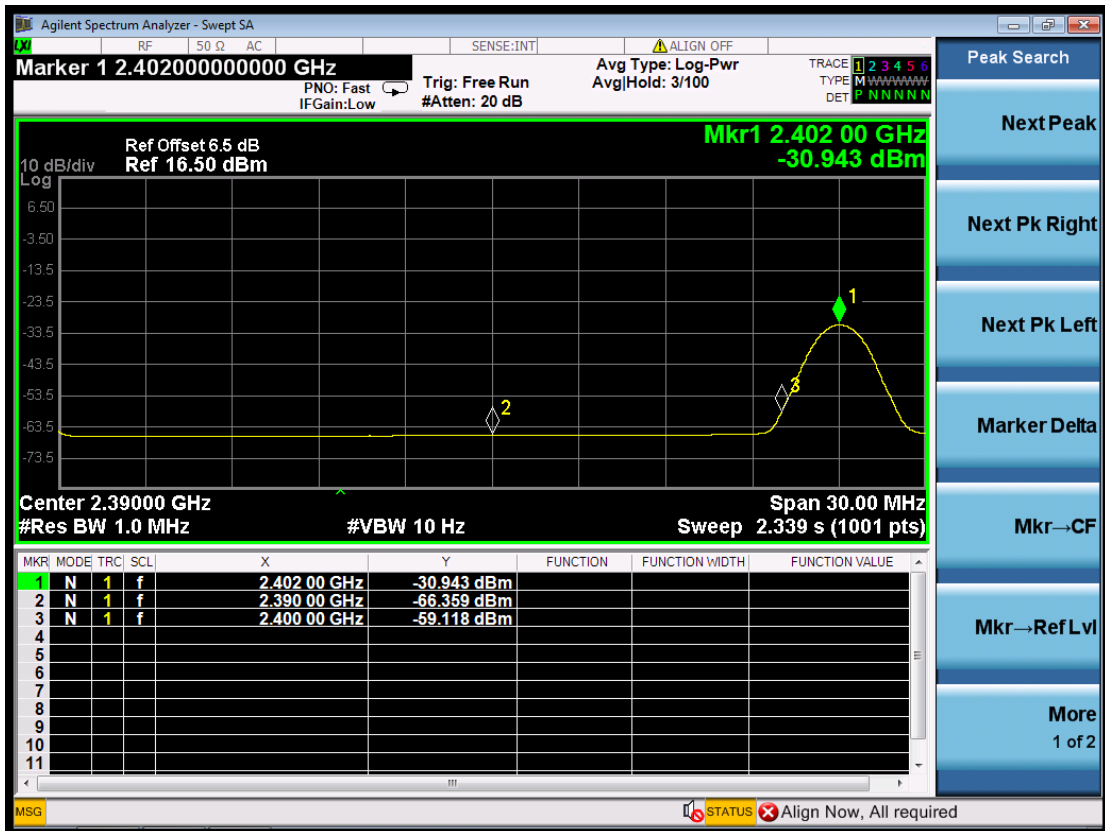 Agilent Spectrum Analyzer - Swept SA
LXI RF 50 Ω AC SENSE:INT ALIGN OFF
Marker 1 2.402000000000 GHz
PNO: Fast
IFGain:Low
Trig: Free Run
#Atten: 20 dB
Avg Type: Log-Pwr
Avg|Hold: 3/100
TRACE 1 2 3 4 5 6
TYPE M WWWWW
DET P N N N N N
Mkr1 2.402 00 GHz
-30.943 dBm
Ref Offset 6.5 dB
10 dB/div Ref 16.50 dBm
Log
6.50
-3.50
-13.5
-23.5
-33.5
-43.5
-53.5
-63.5
-73.5
1
2
3
Center 2.39000 GHz Span 30.00 MHz
#Res BW 1.0 MHz #VBW 10 Hz Sweep 2.339 s (1001 pts)
MKR MODE TRC SCL X Y FUNCTION FUNCTION WIDTH FUNCTION VALUE
1 N 1 f 2.402 00 GHz -30.943 dBm
2 N 1 f 2.390 00 GHz -66.359 dBm
3 N 1 f 2.400 00 GHz -59.118 dBm
4
5
6
7
8
9
10
11
MSG STATUS Align Now, All required
Peak Search
Next Peak
Next Pk Right
Next Pk Left
Marker Delta
Mkr→CF
Mkr→RefLvl
More
1 of 2